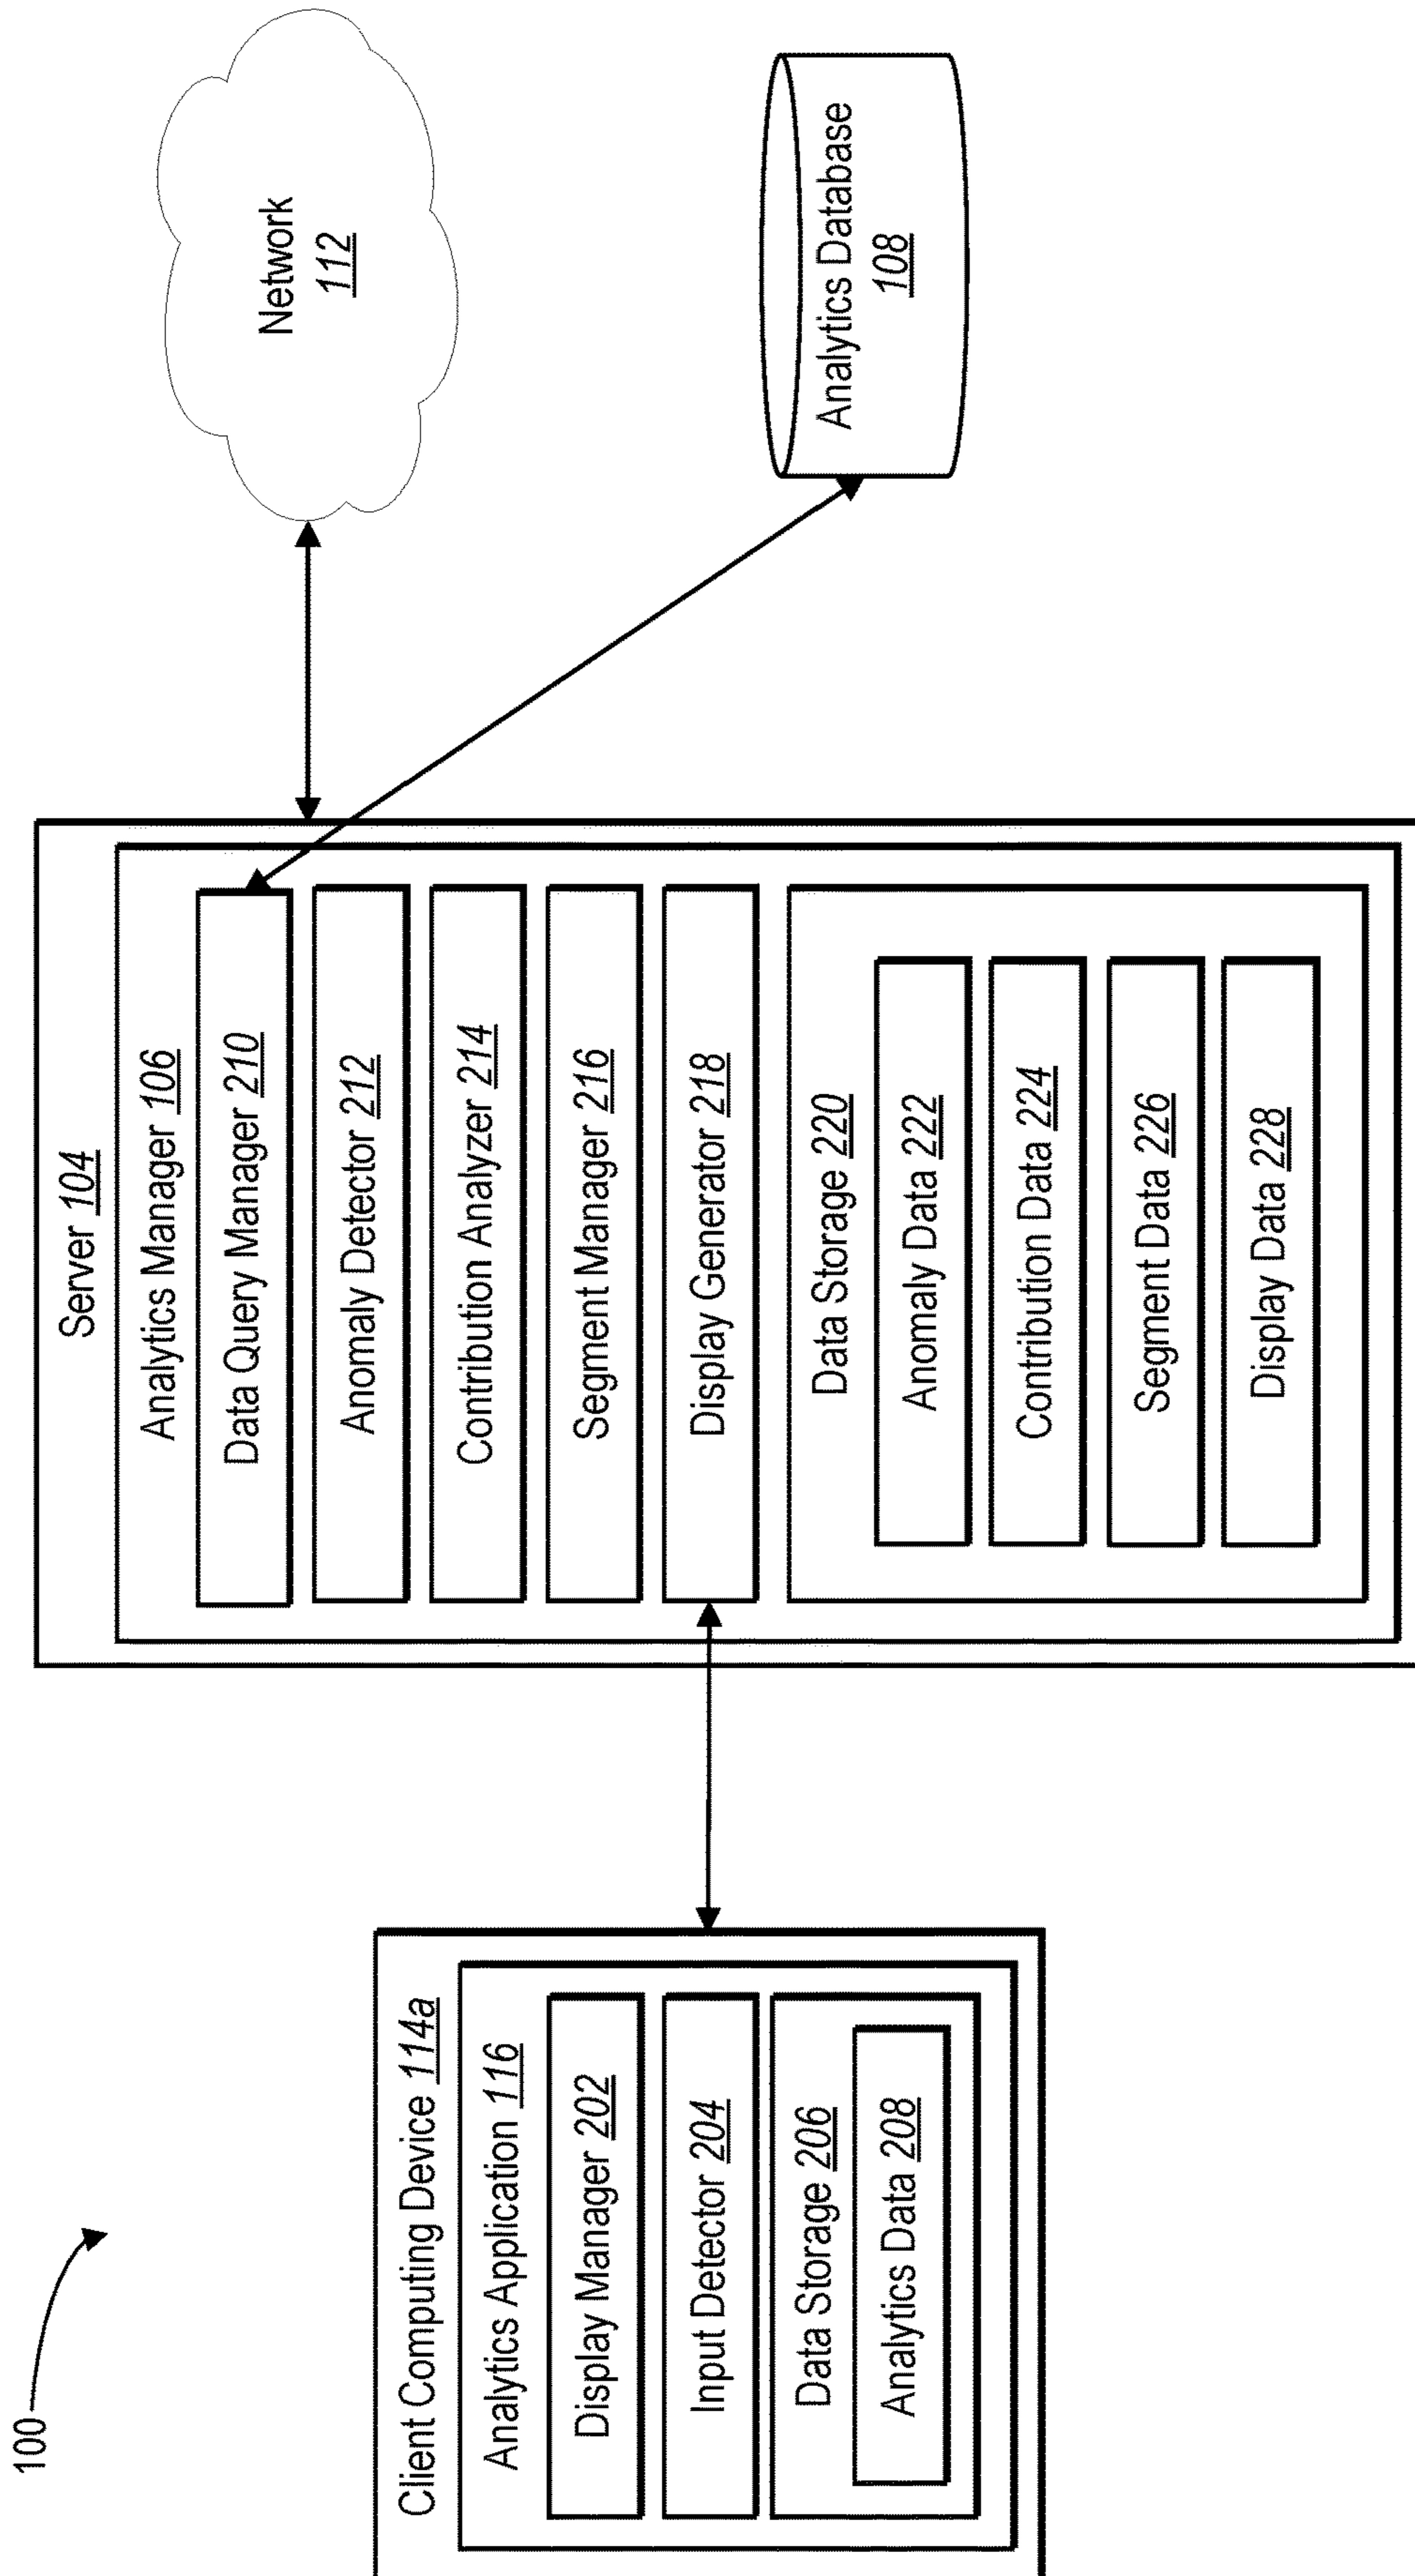 100
Client Computing Device 114a
Analytics Application 116
Display Manager 202
Input Detector 204
Data Storage 206
Analytics Data 208
Server 104
Analytics Manager 106
Data Query Manager 210
Anomaly Detector 212
Contribution Analyzer 214
Segment Manager 216
Display Generator 218
Data Storage 220
Anomaly Data 222
Contribution Data 224
Segment Data 226
Display Data 228
Network
112
Analytics Database
108